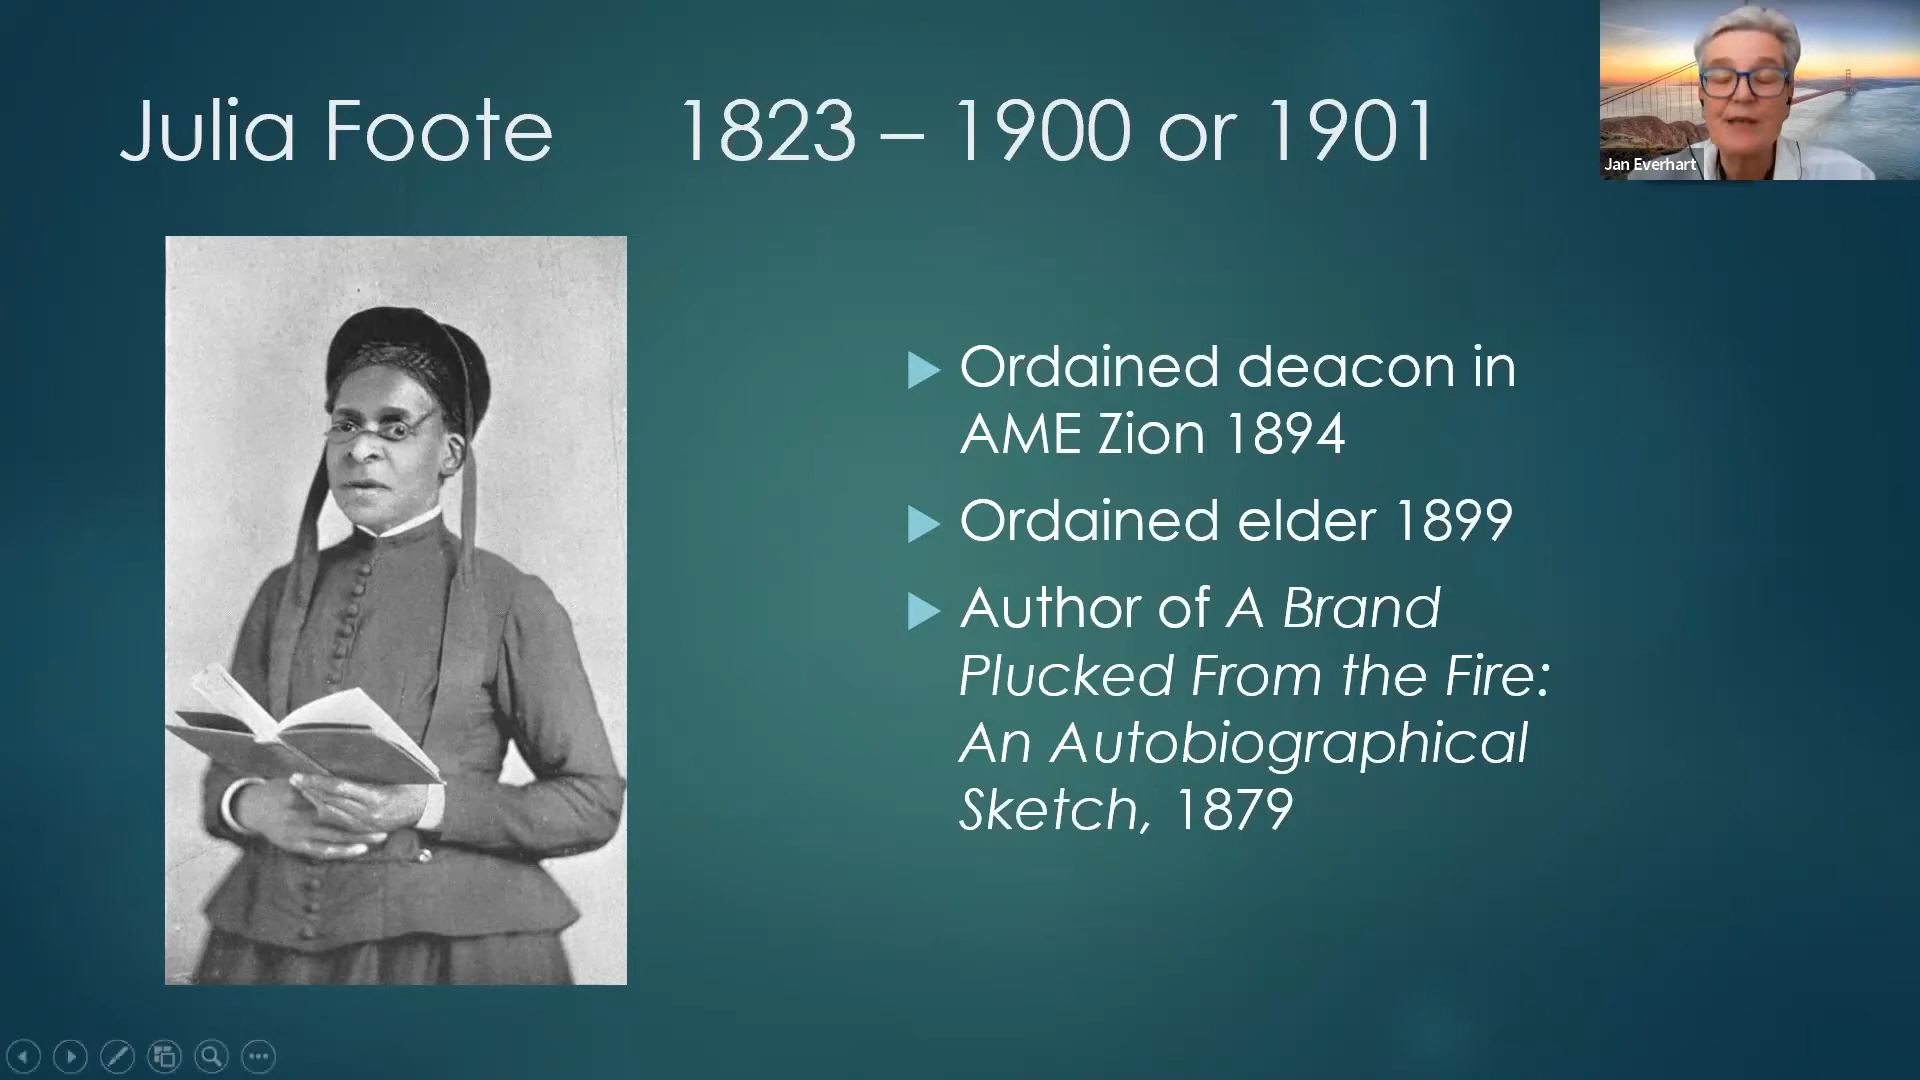 Julia Foote 1823 – 1900 or 1901
Jan Everhart
Ordained deacon in
AME Zion 1894
Ordained elder 1899
Author of A Brand
Plucked From the Fire:
An Autobiographical
Sketch, 1879